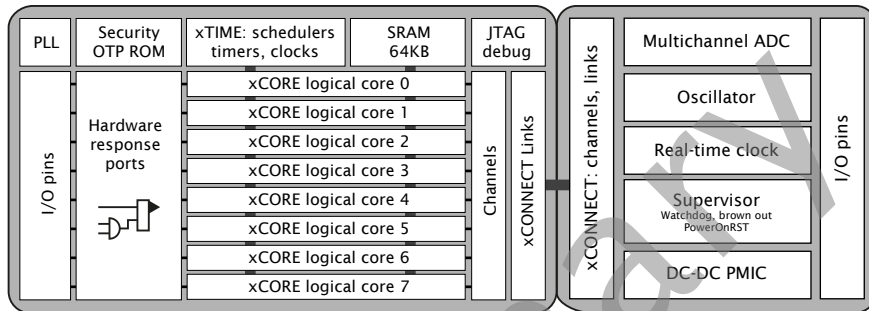 PLL
Security
OTP ROM
xTIME: schedulers
timers, clocks
SRAM
64KB
JTAG
debug
I/O pins
Hardware
response
ports
xCORE logical core 0
xCORE logical core 1
xCORE logical core 2
xCORE logical core 3
xCORE logical core 4
xCORE logical core 5
xCORE logical core 6
xCORE logical core 7
Channels
xCONNECT Links
xCONNECT: channels, links
Multichannel ADC
Oscillator
Real-time clock
Supervisor
Watchdog, brown out
PowerOnRST
DC-DC PMIC
I/O pins